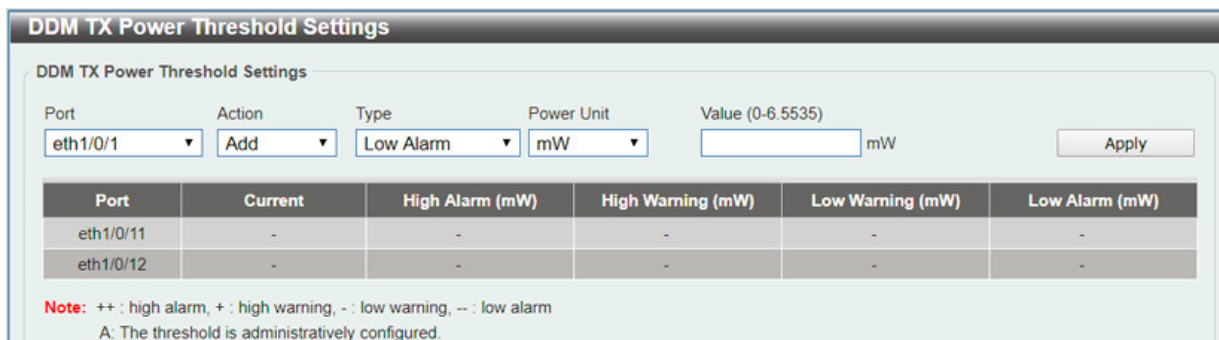 DDM TX Power Threshold Settings
DDM TX Power Threshold Settings
Port Action Type Power Unit Value (0-6.5535)
eth1/0/1 Add Low Alarm mW mW Apply
Port Current High Alarm (mW) High Warning (mW) Low Warning (mW) Low Alarm (mW)
eth1/0/11 - - - - -
eth1/0/12 - - - - -
Note: ++ : high alarm, + : high warning, - : low warning, -- : low alarm
A: The threshold is administratively configured.